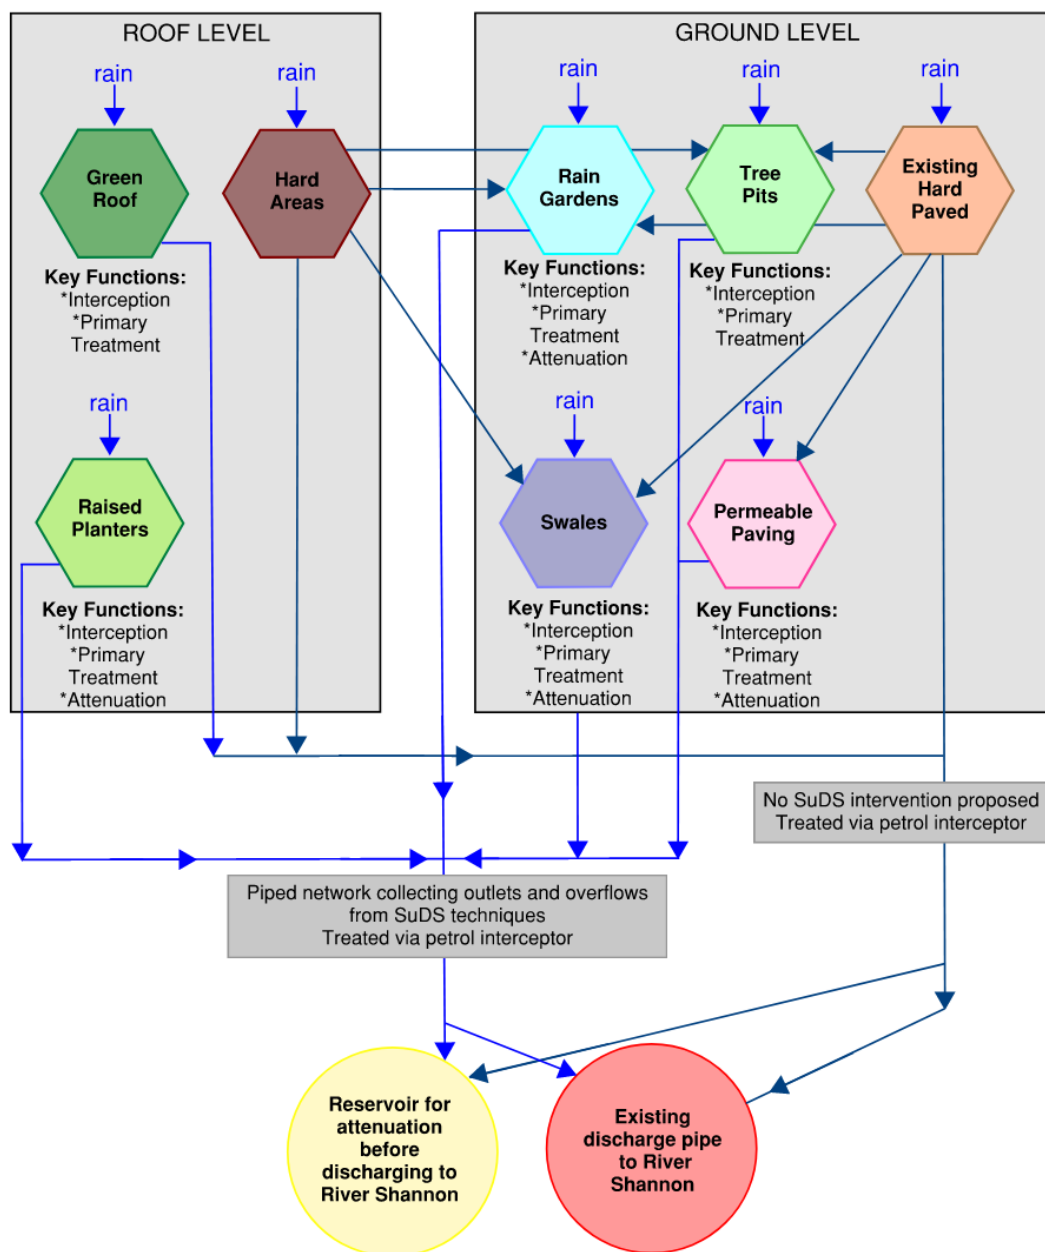 ROOF LEVEL
GROUND LEVEL
rain
rain
rain
rain
rain
Green
Roof
Hard
Areas
Rain
Gardens
Tree
Pits
Existing
Hard
Paved
Key Functions:
*Interception
*Primary
Treatment
Key Functions:
*Interception
*Primary
Treatment
*Attenuation
Key Functions:
*Interception
*Primary
Treatment
rain
rain
rain
Raised
Planters
Swales
Permeable
Paving
Key Functions:
*Interception
*Primary
Treatment
*Attenuation
Key Functions:
*Interception
*Primary
Treatment
*Attenuation
Key Functions:
*Interception
*Primary
Treatment
*Attenuation
No SuDS intervention proposed
Treated via petrol interceptor
Piped network collecting outlets and overflows
from SuDS techniques
Treated via petrol interceptor
Reservoir for
attenuation
before
discharging to
River Shannon
Existing
discharge pipe
to River
Shannon